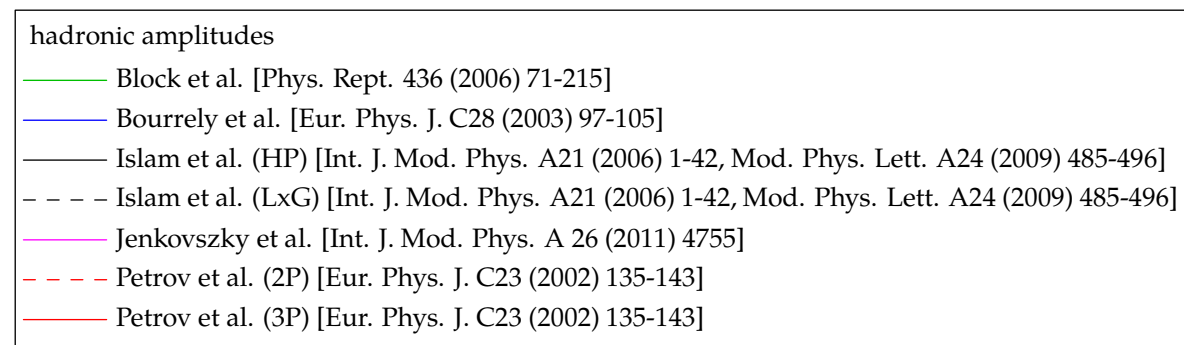 hadronic amplitudes
Block et al. [Phys. Rept. 436 (2006) 71-215]
Bourrely et al. [Eur. Phys. J. C28 (2003) 97-105]
Islam et al. (HP) [Int. J. Mod. Phys. A21 (2006) 1-42, Mod. Phys. Lett. A24 (2009) 485-496]
Islam et al. (LxG) [Int. J. Mod. Phys. A21 (2006) 1-42, Mod. Phys. Lett. A24 (2009) 485-496]
Jenkovszky et al. [Int. J. Mod. Phys. A 26 (2011) 4755]
Petrov et al. (2P) [Eur. Phys. J. C23 (2002) 135-143]
Petrov et al. (3P) [Eur. Phys. J. C23 (2002) 135-143]